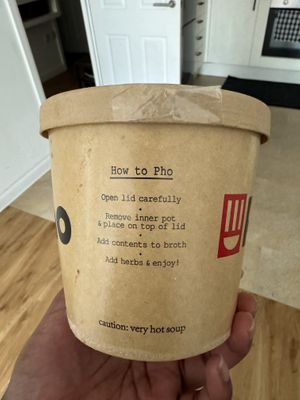 How to Pho
Open lid carefully
•
Remove inner pot
& place on top of lid
•
Add contents to broth
•
Add herbs & enjoy!
caution: very hot soup